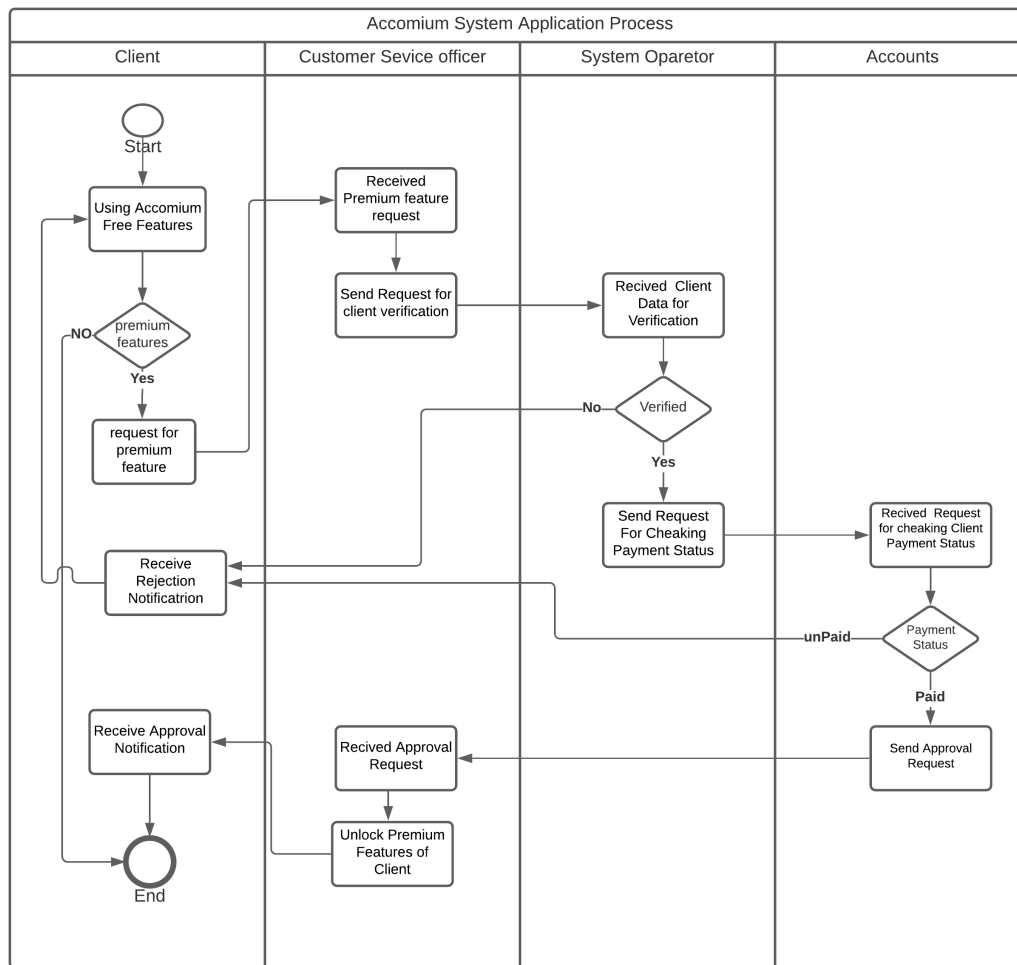 Accomium System Application Process
Client
Customer Sevice officer
System Oparetor
Accounts
Start
Using Accomium
Free Features
premium
features
NO
Yes
request for
premium
feature
Received
Premium feature
request
Send Request for
client verification
Recived  Client
Data for
Verification
Verified
No
Yes
Send Request
For Cheaking
Payment Status
Recived  Request
for cheaking Client
Payment Status
Payment
Status
unPaid
Paid
Send Approval
Request
Receive
Rejection
Notificatrion
Recived Approval
Request
Unlock Premium
Features of
Client
Receive Approval
Notification
End